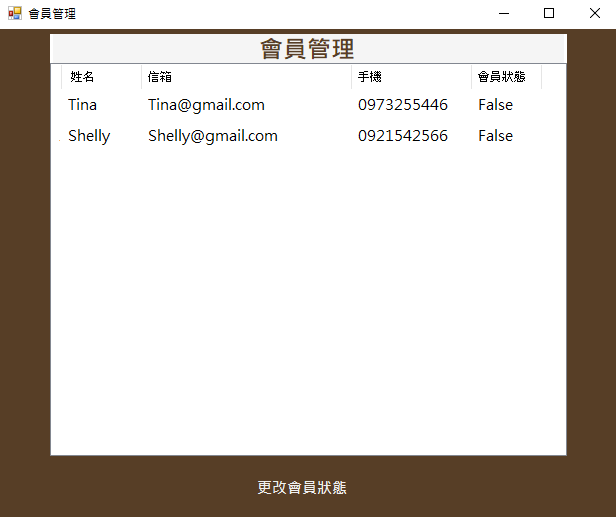 會員管理
會員管理
姓名 信箱 手機 會員狀態
Tina Tina@gmail.com 0973255446 False
Shelly Shelly@gmail.com 0921542566 False
更改會員狀態